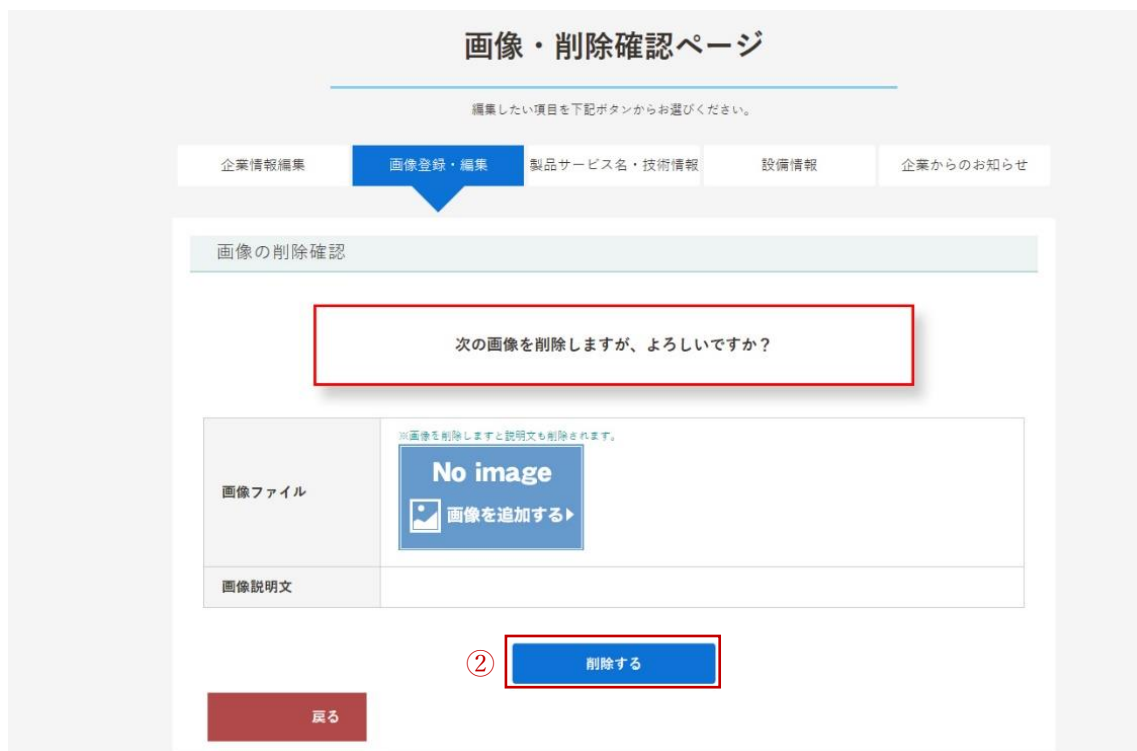 画像・削除確認ページ
編集したい項目を下記ボタンからお選びください。
企業情報編集
画像登録・編集
製品サービス名・技術情報
設備情報
企業からのお知らせ
画像の削除確認
次の画像を削除しますが、よろしいですか?
※画像を削除しますと説明文も削除されます。
画像ファイル
No image
画像を追加する
画像説明文
②
削除する
戻る